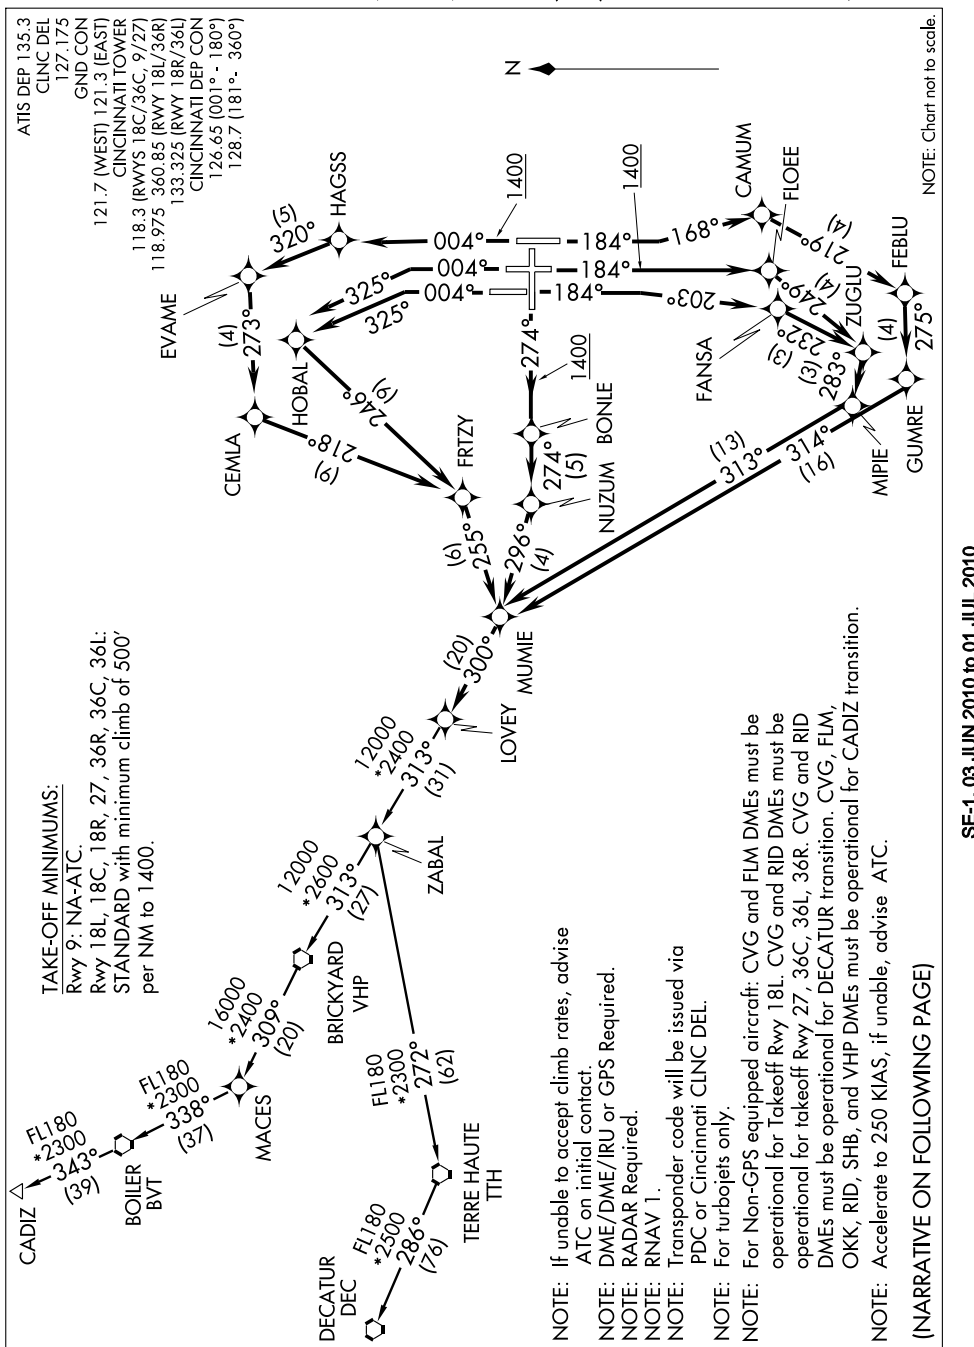 ATIS DEP 135.3
CLNC DEL
127.175
GND CON
121.7 (WEST) 121.3 (EAST)
CINCINNATI TOWER
118.3 (RWYS 18C/36C, 9/27)
118.975 360.85 (RWY 18L/36R)
133.325 (RWY 18R/36L)
CINCINNATI DEP CON
126.65 (001° - 180°)
128.7 (181°- 360°)
TAKE-OFF MINIMUMS:
Rwy 9: NA-ATC.
Rwy 18L, 18C, 18R, 27, 36R, 36C, 36L:
STANDARD with minimum climb of 500'
per NM to 1400.
N
CADIZ
FL180
*2300
343°
(39)
BOILER
BVT
FL180
*2300
338°
(37)
MACES
16000
*2400
309°
(20)
BRICKYARD
VHP
12000
*2600
313°
(27)
ZABAL
12000
*2400
313°
(31)
LOVEY
(20)
300°
MUMIE
DECATUR
DEC
FL180
*2500
286°
(76)
TERRE HAUTE
TTH
FL180
*2300
272°
(62)
EVAME
(5)
320°
HAGSS
(4)
273°
CEMLA
218°
(9)
HOBAL
246°
(9)
FRTZY
(6)
255°
325°
325°
004°
004°
004°
1400
274°
1400
BONLE
274°
(5)
NUZUM
296°
(4)
184°
184°
184°
1400
168°
CAMUM
FLOEE
219°
(4)
FEBLU
249°
(4)
ZUGLU
203°
FANSA
232°
(3)
283°
(3)
275°
(4)
MIPIE
GUMRE
(13)
313°
314°
(16)
NOTE: Chart not to scale.
NOTE: If unable to accept climb rates, advise
ATC on initial contact.
NOTE: DME/DME/IRU or GPS Required.
NOTE: RADAR Required.
NOTE: RNAV 1.
NOTE: Transponder code will be issued via
PDC or Cincinnati CLNC DEL.
NOTE: For turbojets only.
NOTE: For Non-GPS equipped aircraft: CVG and FLM DMEs must be
operational for Takeoff Rwy 18L. CVG and RID DMEs must be
operational for takeoff Rwy 27, 36C, 36L, 36R. CVG and RID
DMEs must be operational for DECATUR transition. CVG, FLM,
OKK, RID, SHB, and VHP DMEs must be operational for CADIZ transition.
NOTE: Accelerate to 250 KIAS, if unable, advise ATC.
(NARRATIVE ON FOLLOWING PAGE)
SE-1, 03 JUN 2010 to 01 JUL 2010